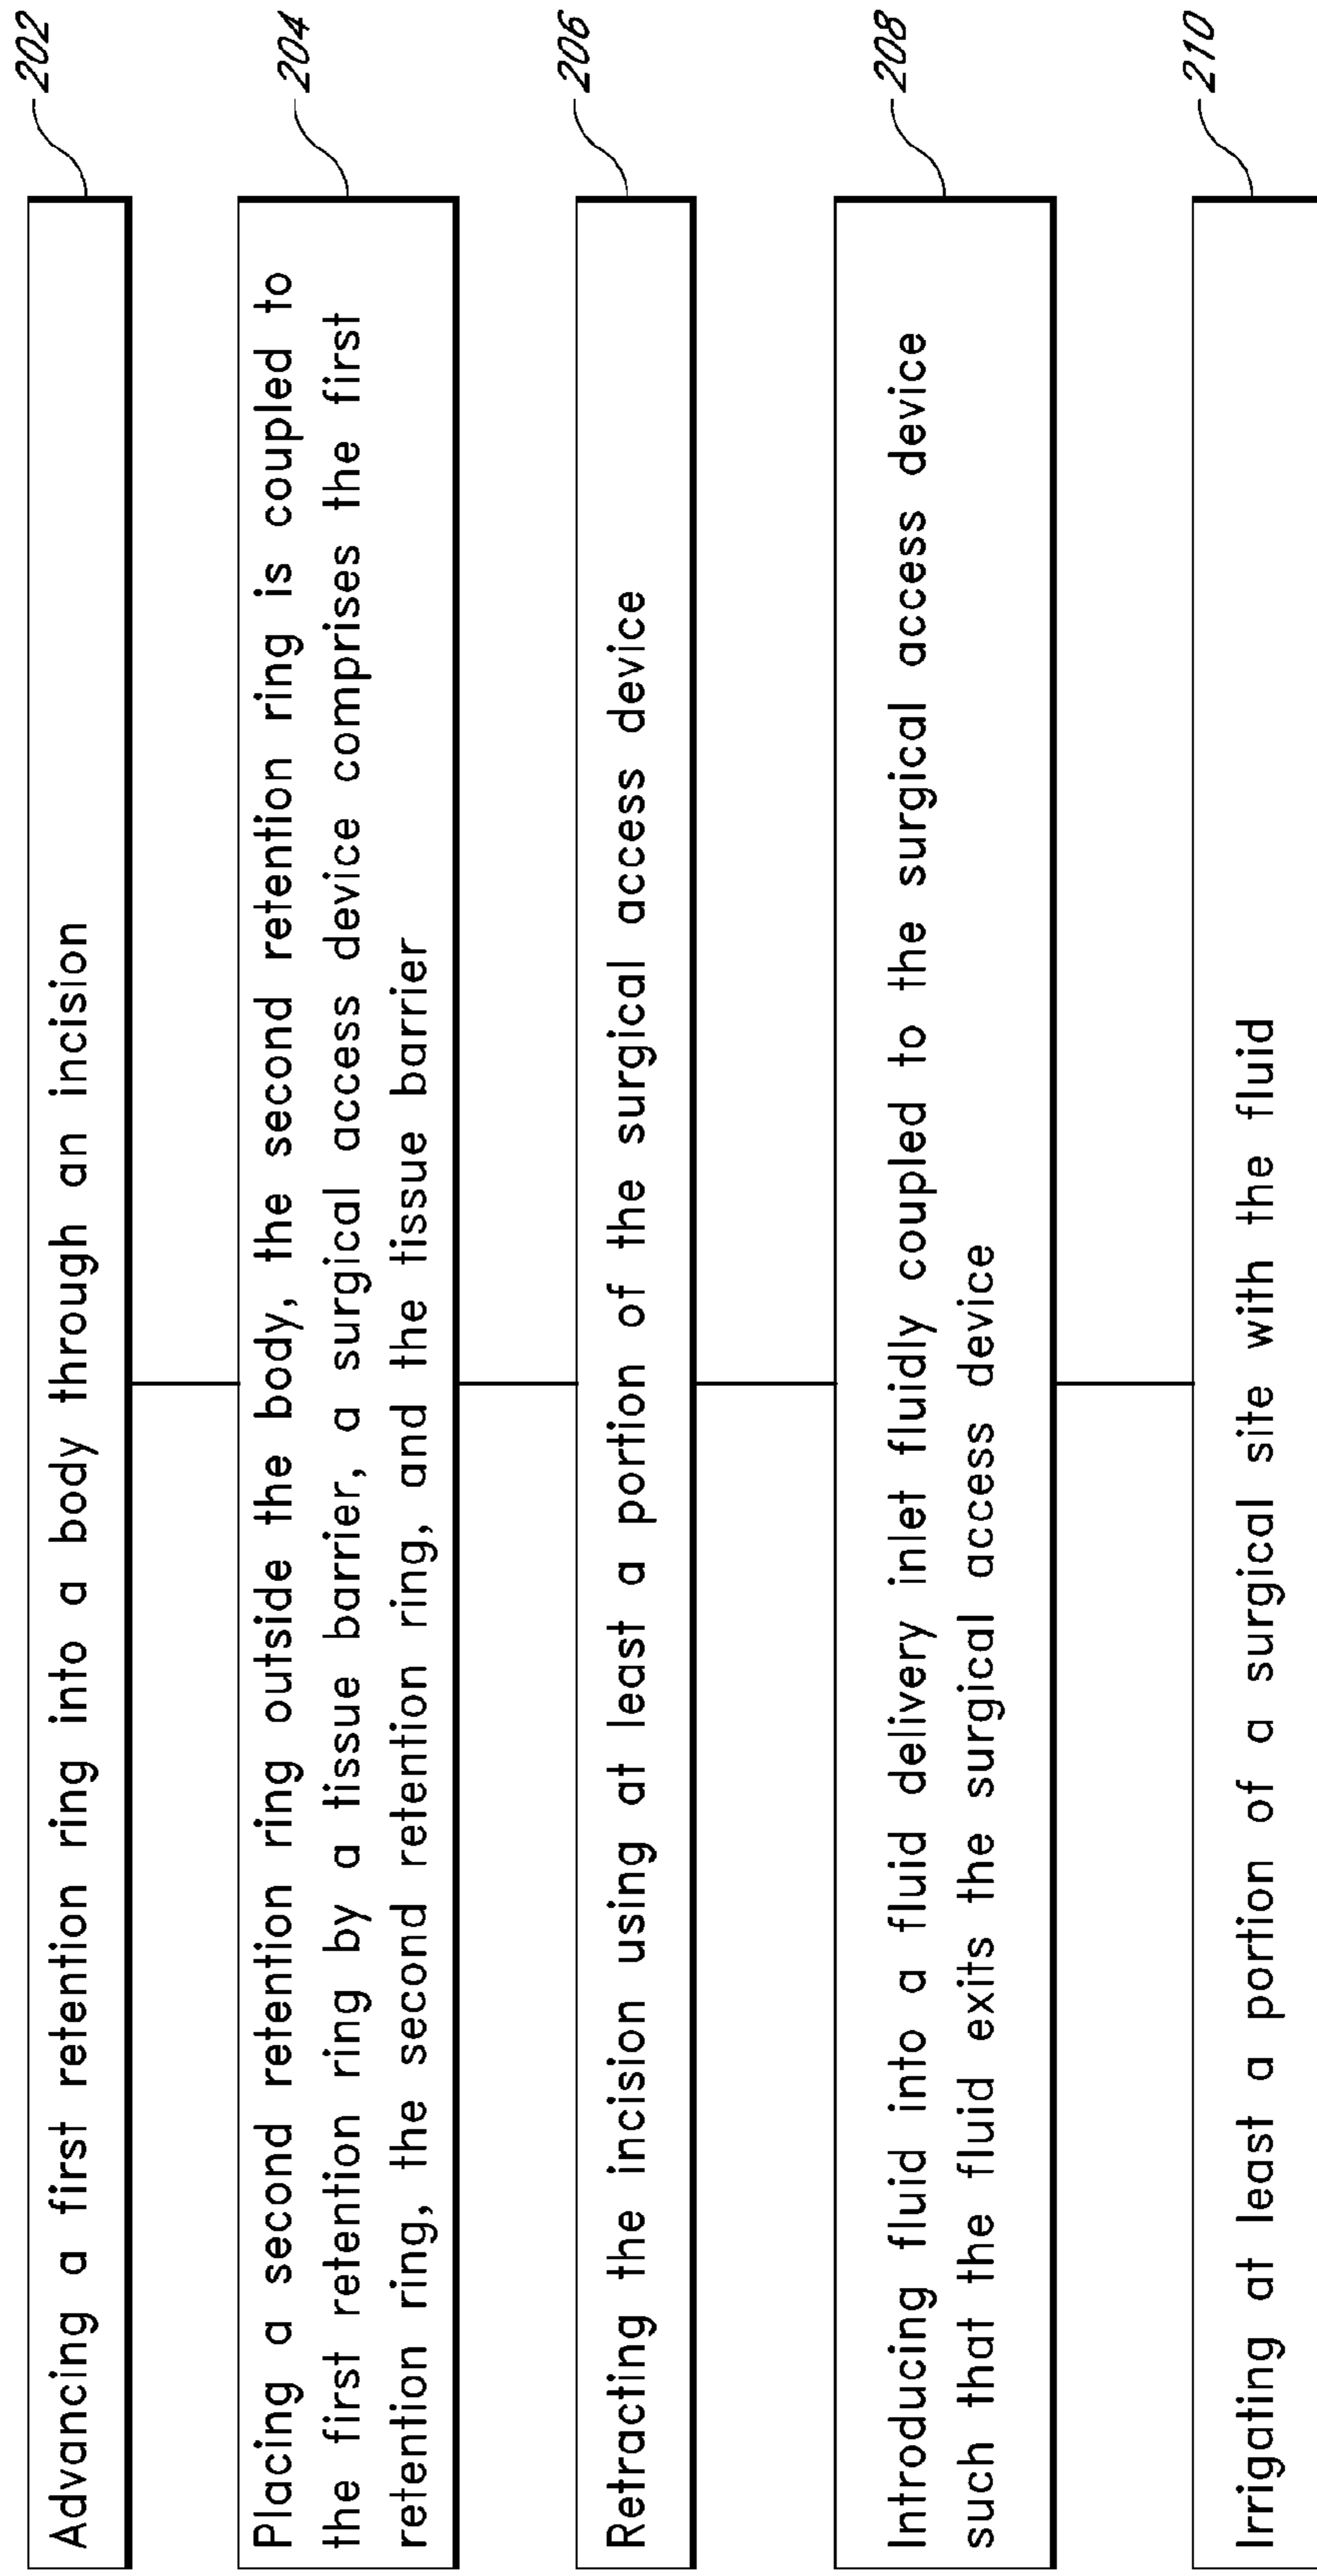 Advancing a first retention ring into a body through an incision
202
Placing a second retention ring outside the body, the second retention ring is coupled to
the first retention ring by a tissue barrier, a surgical access device comprises the first
retention ring, the second retention ring, and the tissue barrier
204
Retracting the incision using at least a portion of the surgical access device
206
Introducing fluid into a fluid delivery inlet fluidly coupled to the surgical access device
such that the fluid exits the surgical access device
208
Irrigating at least a portion of a surgical site with the fluid
210